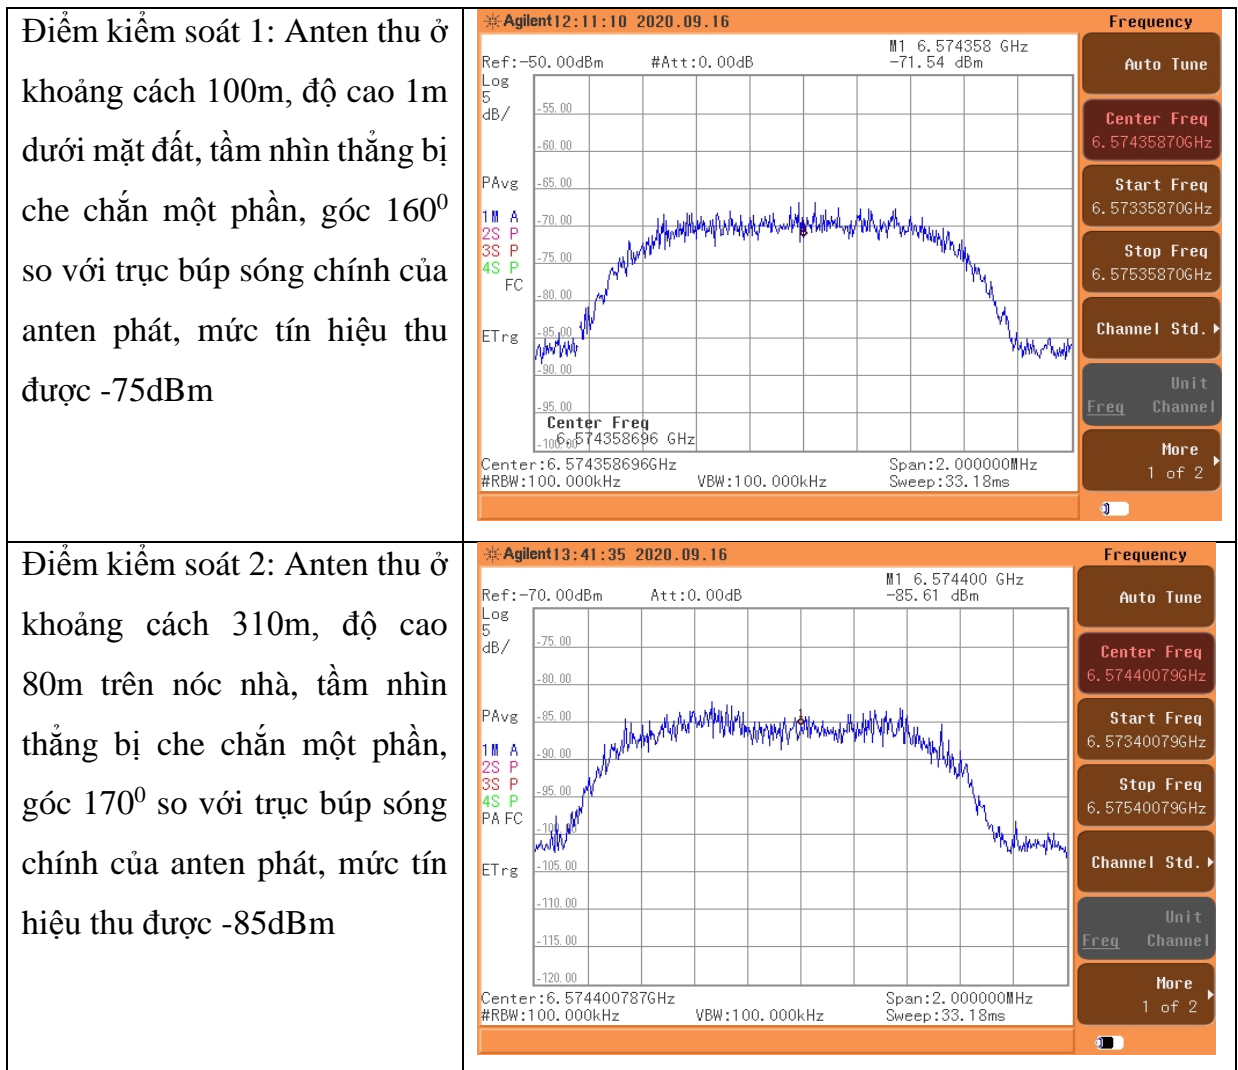 Điểm kiểm soát 1: Anten thu ở
khoảng cách 100m, độ cao 1m
dưới mặt đất, tầm nhìn thẳng bị
che chắn một phần, góc 160⁰
so với trục búp sóng chính của
anten phát, mức tín hiệu thu
được -75dBm
Agilent 12:11:10 2020.09.16
Frequency
M1 6.574358 GHz
Ref:-50.00dBm #Att:0.00dB -71.54 dBm
Log
5
dB/
-55.00
-60.00
PAvg
-65.00
1M A
-70.00
2S P
3S P
4S P
-75.00
FC
-80.00
ETrg
-85.00
-90.00
-95.00
Center Freq
6.574358696 GHz
Center:6.574358696GHz Span:2.000000MHz
#RBW:100.000kHz VBW:100.000kHz Sweep:33.18ms
Auto Tune
Center Freq
6.57435870GHz
Start Freq
6.57335870GHz
Stop Freq
6.57535870GHz
Channel Std.
Unit
Freq Channel
More
1 of 2
Điểm kiểm soát 2: Anten thu ở
khoảng cách 310m, độ cao
80m trên nóc nhà, tầm nhìn
thẳng bị che chắn một phần,
góc 170⁰ so với trục búp sóng
chính của anten phát, mức tín
hiệu thu được -85dBm
Agilent 13:41:35 2020.09.16
Frequency
M1 6.574400 GHz
Ref:-70.00dBm Att:0.00dB -85.61 dBm
Log
5
dB/
-75.00
-80.00
PAvg
-85.00
1M A
-90.00
2S P
3S P
4S P
-95.00
PA FC
ETrg
-105.00
-110.00
-115.00
-120.00
1
Center:6.574400787GHz Span:2.000000MHz
#RBW:100.000kHz VBW:100.000kHz Sweep:33.18ms
Auto Tune
Center Freq
6.57440079GHz
Start Freq
6.57340079GHz
Stop Freq
6.57540079GHz
Channel Std.
Unit
Freq Channel
More
1 of 2